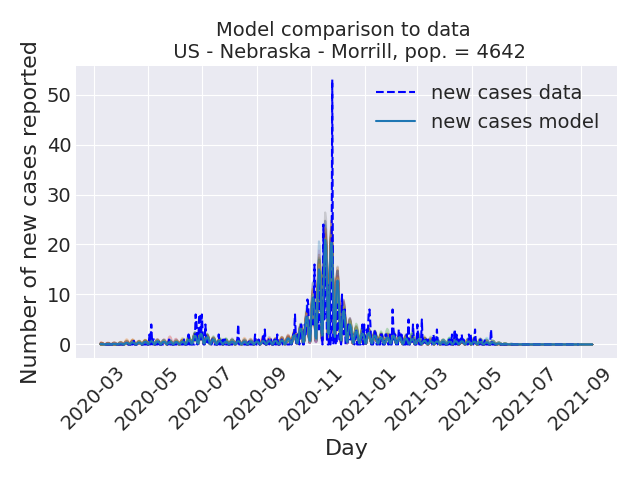 Model comparison to data
US - Nebraska - Morrill, pop. = 4642
Number of new cases reported
50
40
30
20
10
0
new cases data
new cases model
2020-03
2020-05
2020-07
2020-09
2020-11
2021-01
2021-03
2021-05
2021-07
2021-09
Day